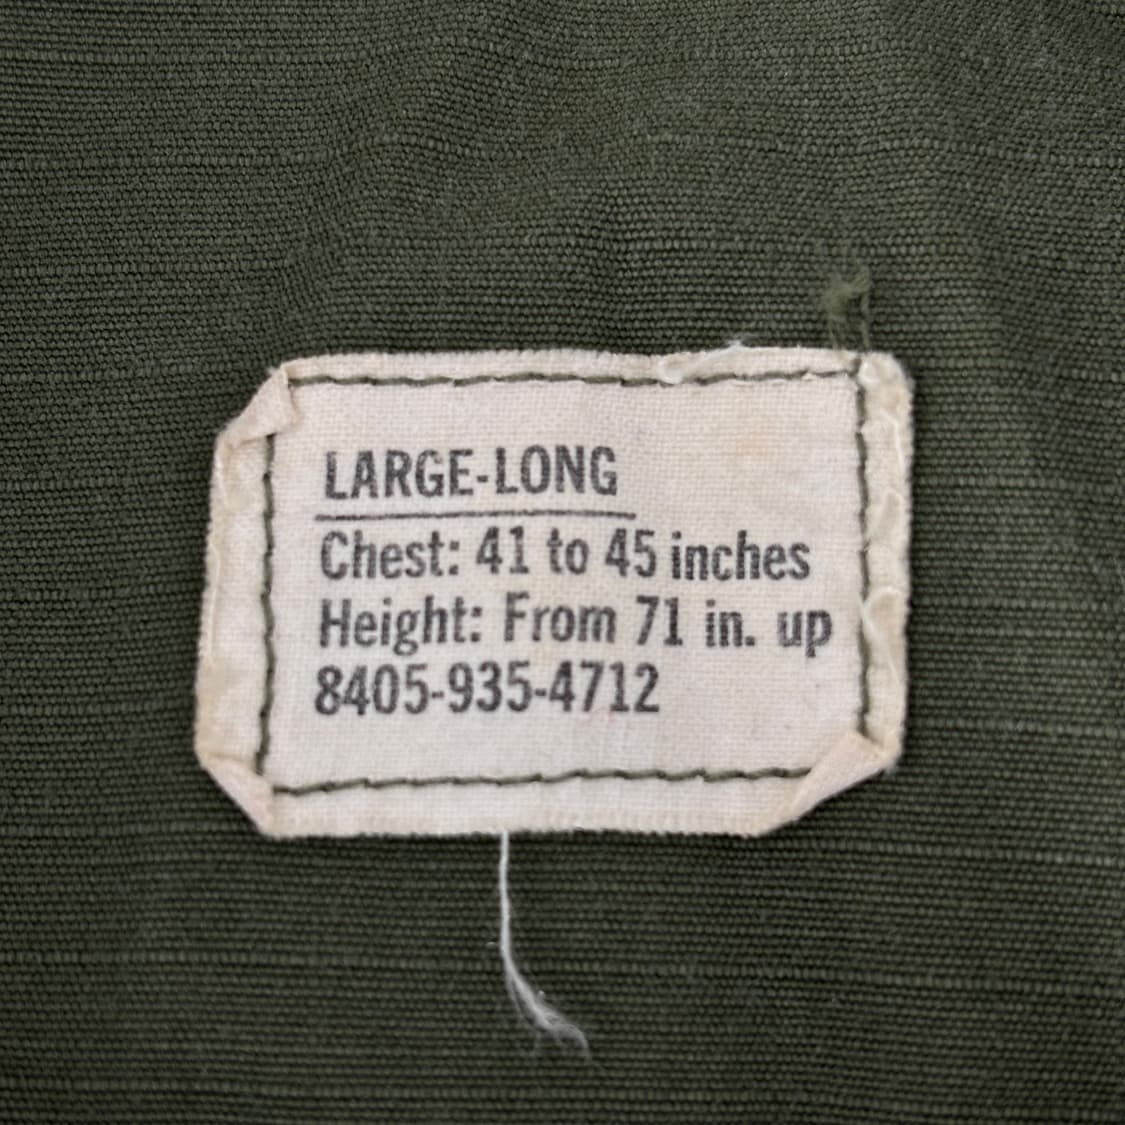 LARGE-LONG
Chest: 41 to 45 inches
Height: From 71 in. up
8405-935-4712